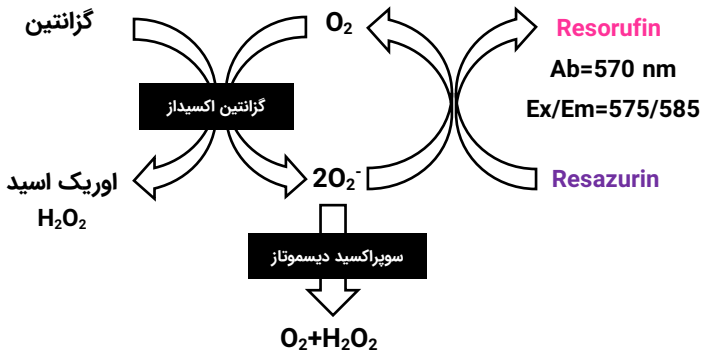 گزانتین
O₂
Resorufin
Ab=570 nm
Ex/Em=575/585
گزانتین اکسیداز
اوریک اسید
H₂O₂
2O₂⁻
Resazurin
سوپراکسید دیسموتاز
O₂+H₂O₂